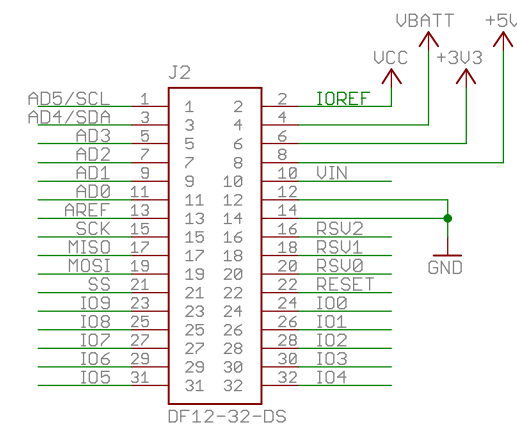 VBATT +5V
VCC +3V3
J2
AD5/SCL 1 1 2 2 IOREF
AD4/SDA 3 3 4 4
AD3 5 5 6 6
AD2 7 7 8 8
AD1 9 9 10 10 VIN
AD0 11 11 12 12
AREF 13 13 14 14
SCK 15 15 16 16 RSV2
MISO 17 17 18 18 RSV1
MOSI 19 19 20 20 RSV0
SS 21 21 22 22 RESET
IO9 23 23 24 24 IO0
IO8 25 25 26 26 IO1
IO7 27 27 28 28 IO2
IO6 29 29 30 30 IO3
IO5 31 31 32 32 IO4
GND
DF12-32-DS